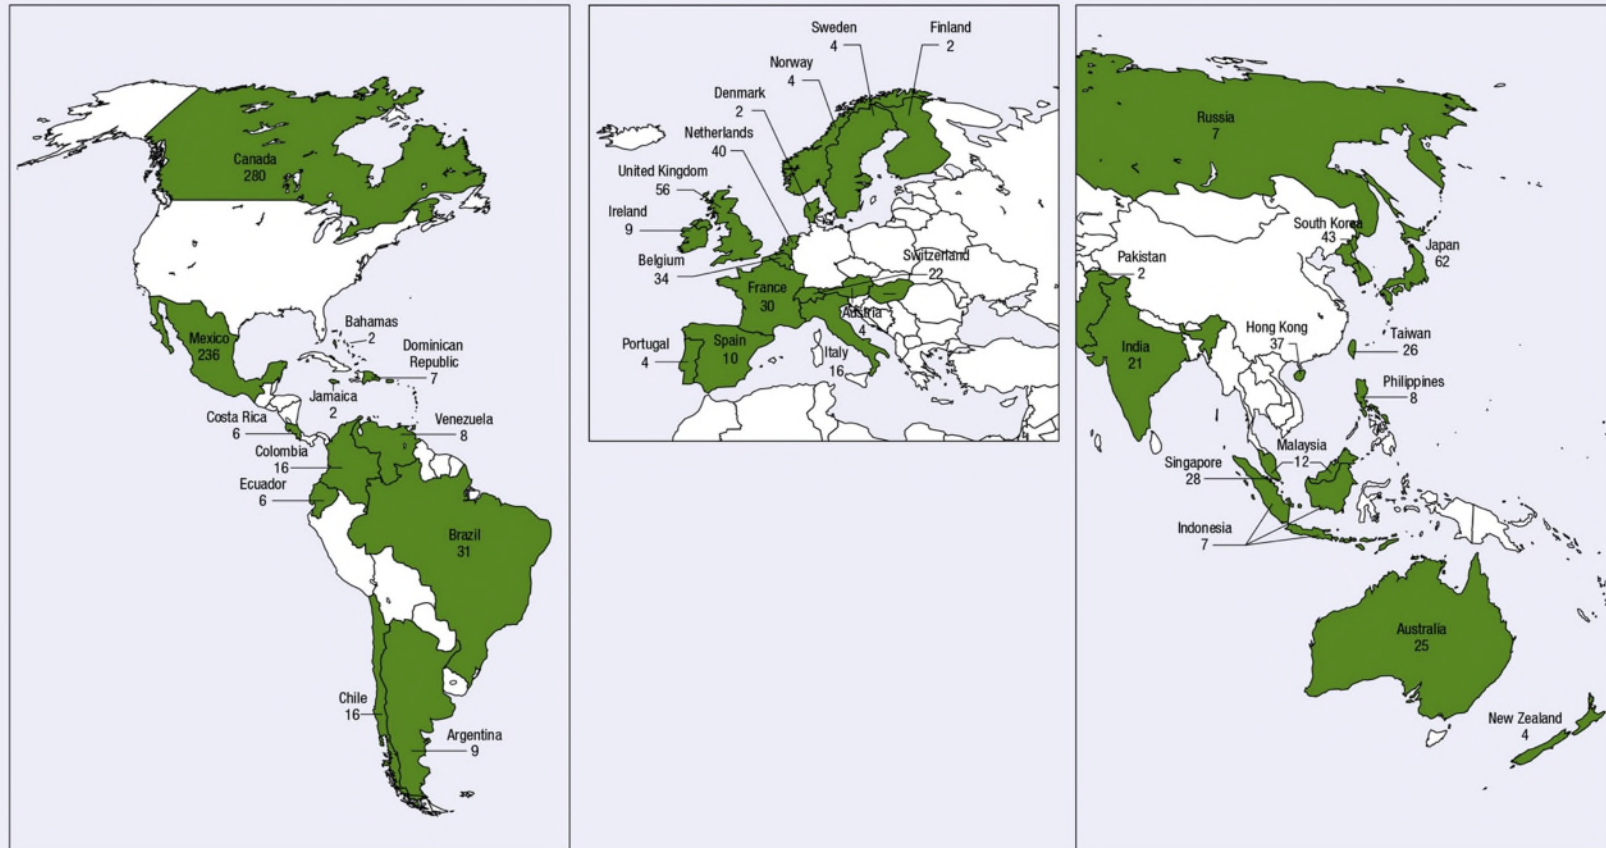 Canada
280
Mexico
236
Bahamas
2
Dominican
Republic
7
Jamaica
2
Costa Rica
6
Venezuela
8
Colombia
16
Ecuador
6
Brazil
31
Chile
16
Argentina
9
Sweden
4
Finland
2
Norway
4
Denmark
2
Netherlands
40
United Kingdom
56
Ireland
9
Belgium
34
Switzerland
22
France
30
Austria
4
Portugal
4
Spain
10
Italy
16
Russia
7
South Korea
43
Japan
62
Pakistan
2
Hong Kong
37
Taiwan
26
India
21
Philippines
8
Malaysia
12
Singapore
28
Indonesia
7
Australia
25
New Zealand
4